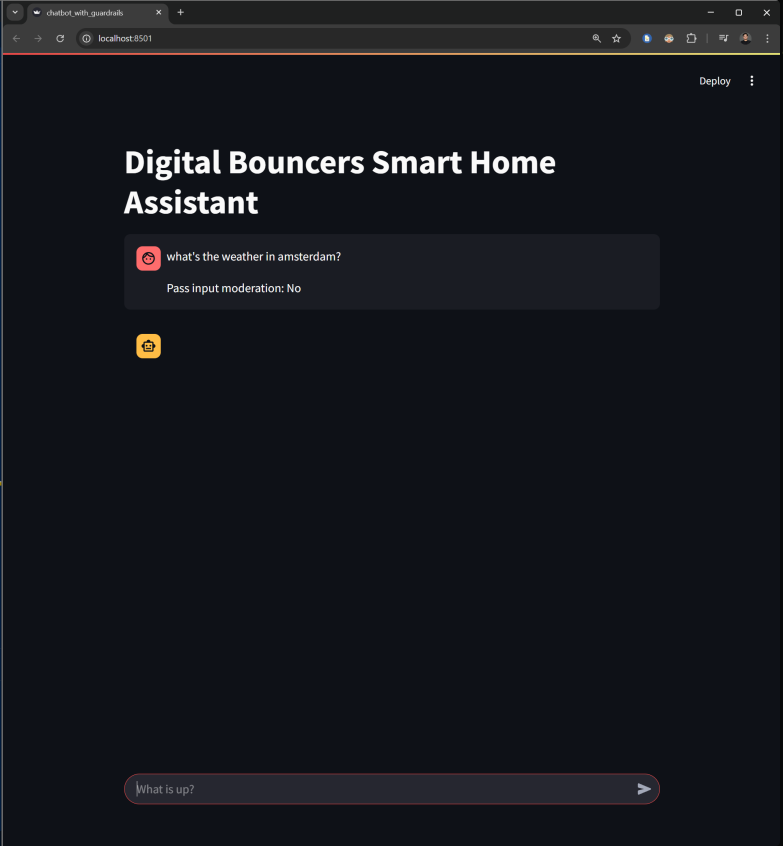 chatbot_with_guardrails
localhost:8501
Deploy
Digital Bouncers Smart Home
Assistant
what's the weather in amsterdam?
Pass input moderation: No
What is up?